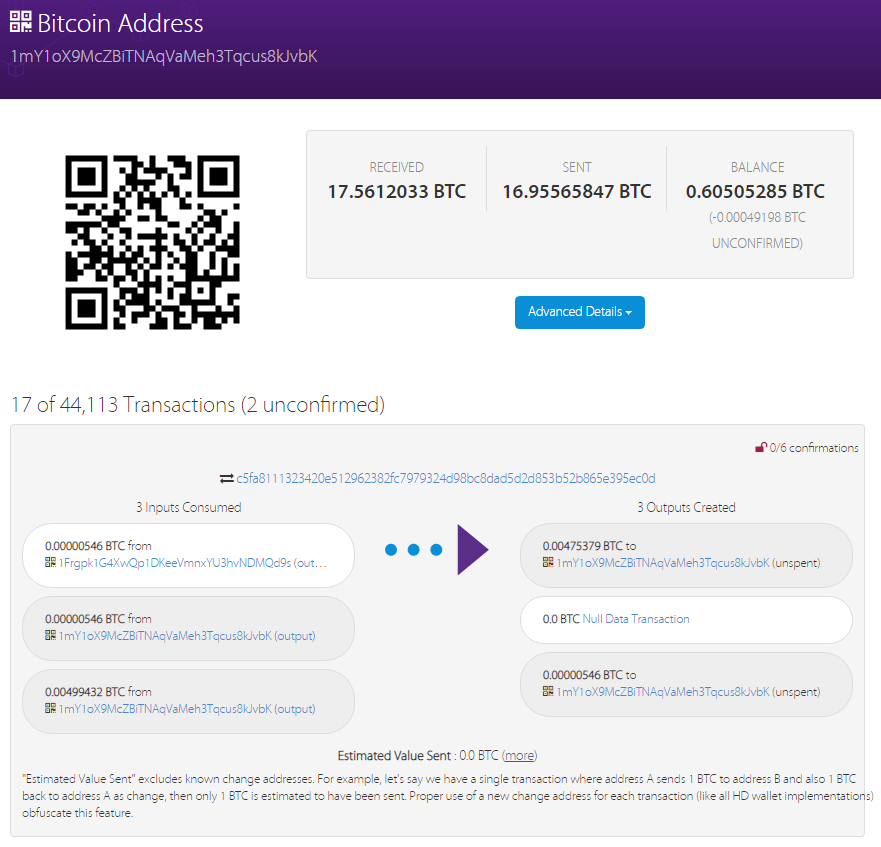 Bitcoin Address
1mY1oX9McZBiTNAqVaMeh3Tqcus8kJvbK
RECEIVED
17.5612033 BTC
SENT
16.95565847 BTC
BALANCE
0.60505285 BTC
(-0.00049198 BTC
UNCONFIRMED)
Advanced Details
17 of 44,113 Transactions (2 unconfirmed)
0/6 confirmations
c5fa8111323420e512962382fc7979324d98bc8dad5d2d853b52b865e395ec0d
3 Inputs Consumed
0.00000546 BTC from
1Frgpk1G4XwQp1DKeeVmnxYU3hvNDMQd9s (out…
0.00000546 BTC from
1mY1oX9McZBiTNAqVaMeh3Tqcus8kJvbK (output)
0.00499432 BTC from
1mY1oX9McZBiTNAqVaMeh3Tqcus8kJvbK (output)
3 Outputs Created
0.00475379 BTC to
1mY1oX9McZBiTNAqVaMeh3Tqcus8kJvbK (unspent)
0.0 BTC Null Data Transaction
0.00000546 BTC to
1mY1oX9McZBiTNAqVaMeh3Tqcus8kJvbK (unspent)
Estimated Value Sent : 0.0 BTC (more)
"Estimated Value Sent" excludes known change addresses. For example, let's say we have a single transaction where address A sends 1 BTC to address B and also 1 BTC
back to address A as change, then only 1 BTC is estimated to have been sent. Proper use of a new change address for each transaction (like all HD wallet implementations)
obfuscate this feature.